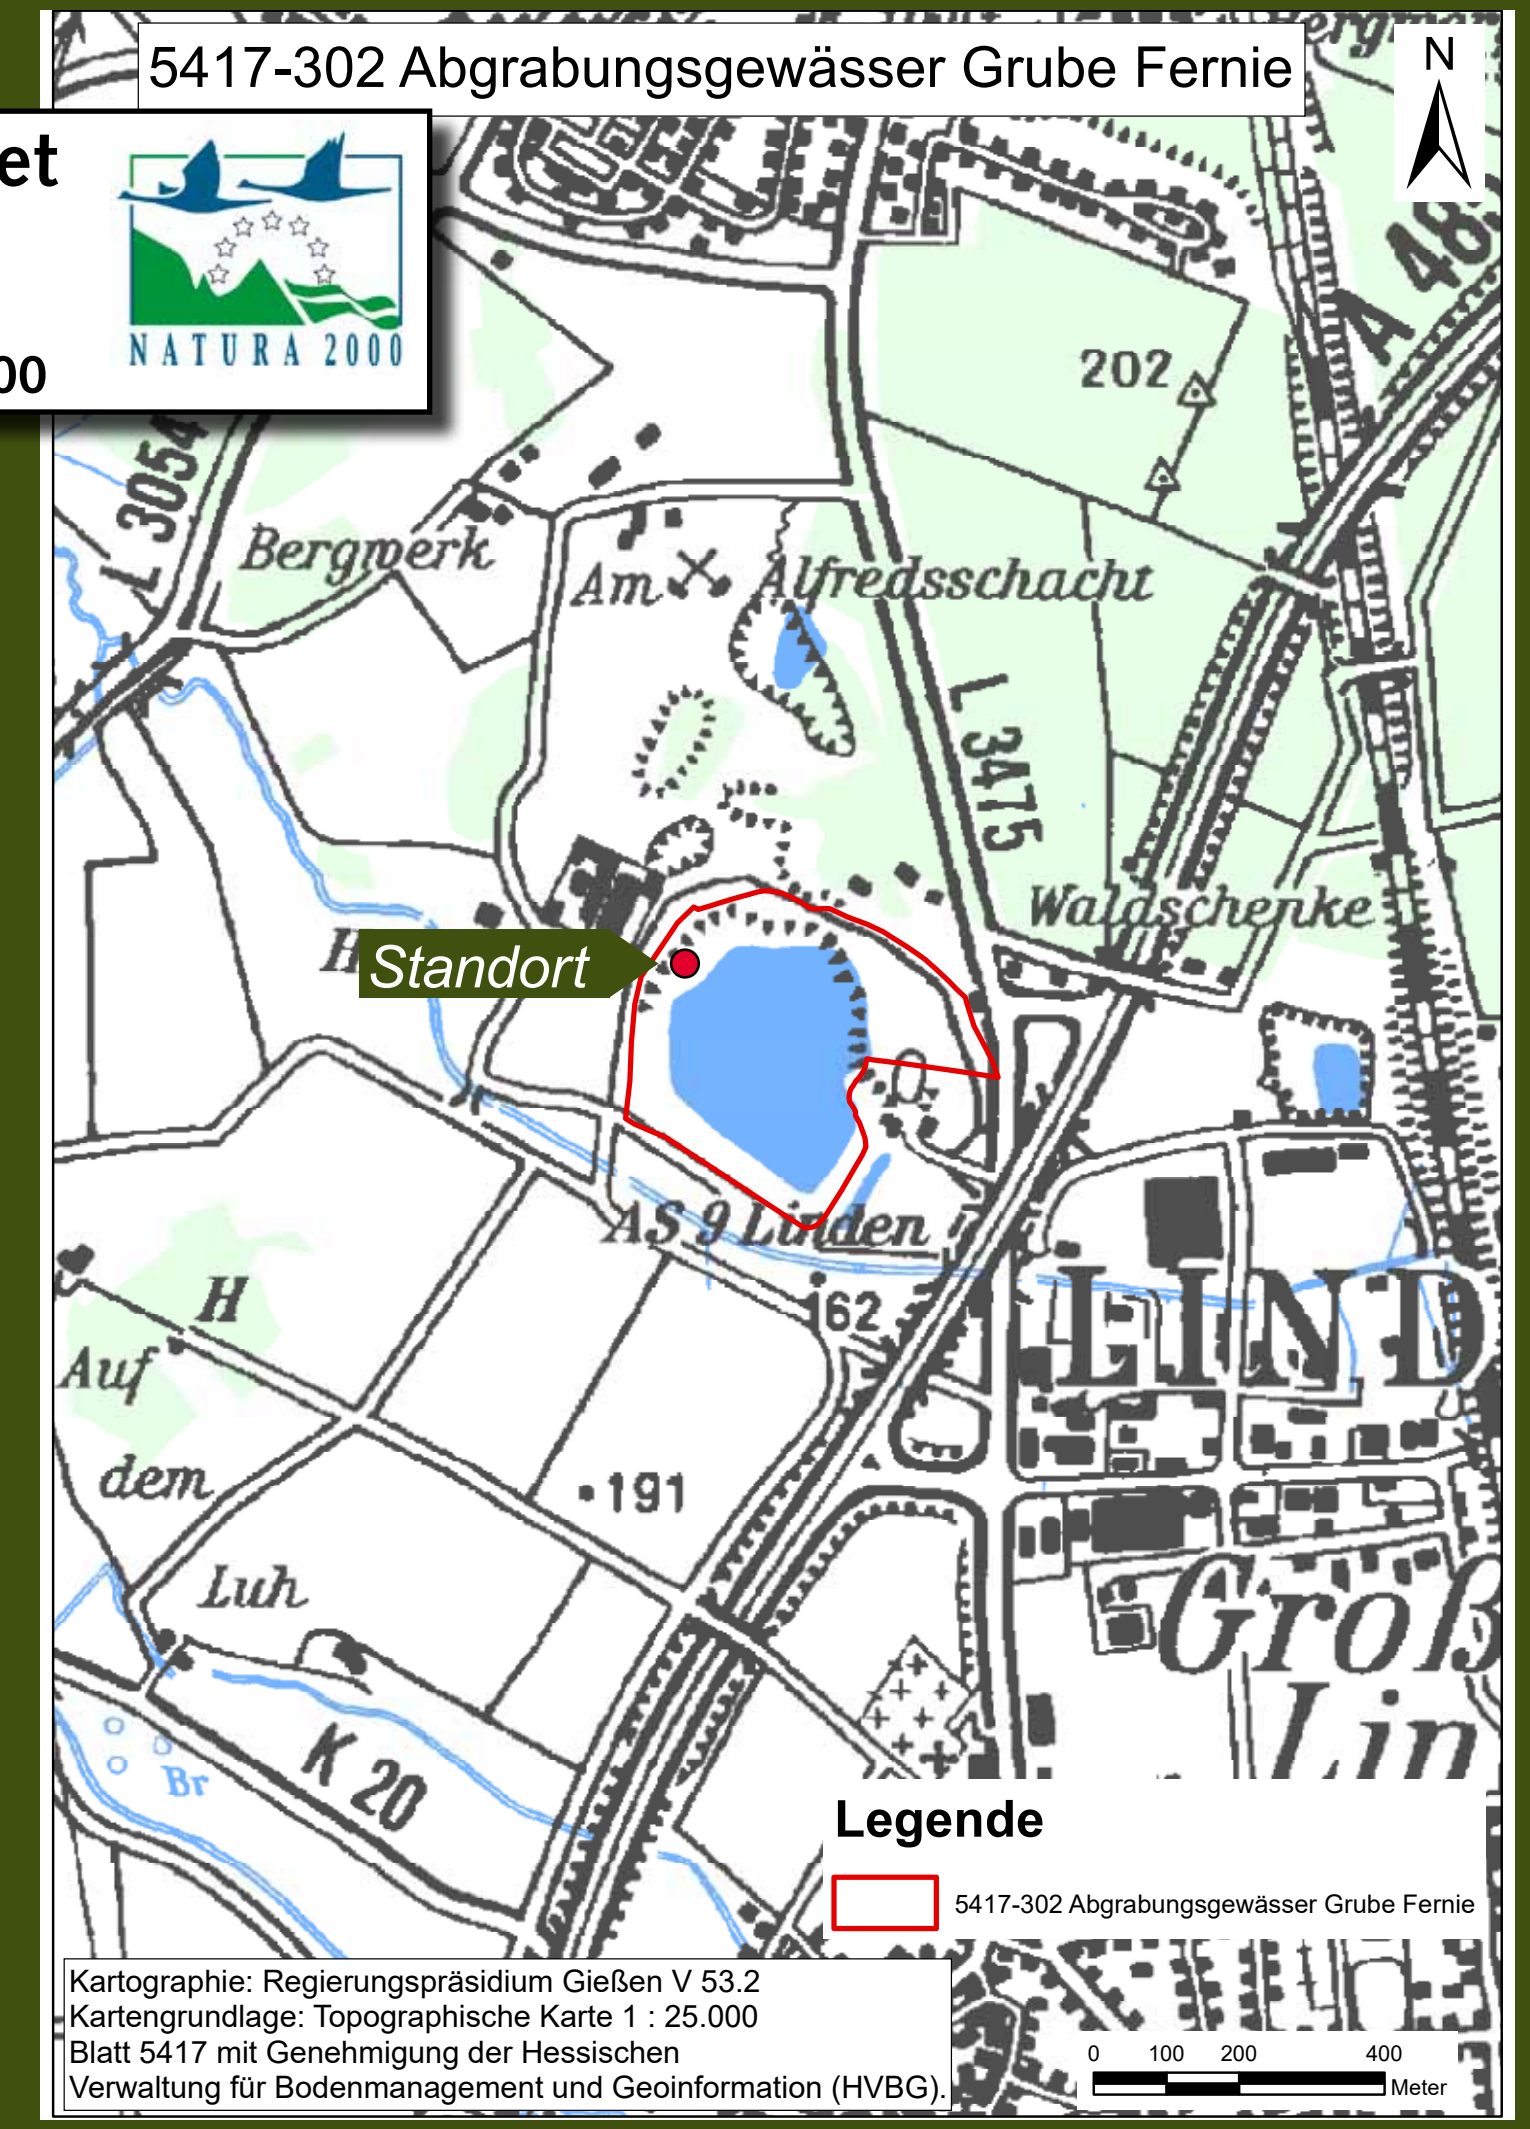 5417-302 Abgrabungsgewässer Grube Fernie
N
et
NATURA 2000
00
A 48
202
L 3054
Bergwerk
Am Alfredsschacht
L 3475
Waldschenke
H
Standort
AS 9 Linden
162
LIND
H
Auf
dem
191
Luh
Groß
Lin
K 20
Br
Legende
5417-302 Abgrabungsgewässer Grube Fernie
Kartographie: Regierungspräsidium Gießen V 53.2
Kartengrundlage: Topographische Karte 1 : 25.000
Blatt 5417 mit Genehmigung der Hessischen
Verwaltung für Bodenmanagement und Geoinformation (HVBG).
0 100 200 400
Meter